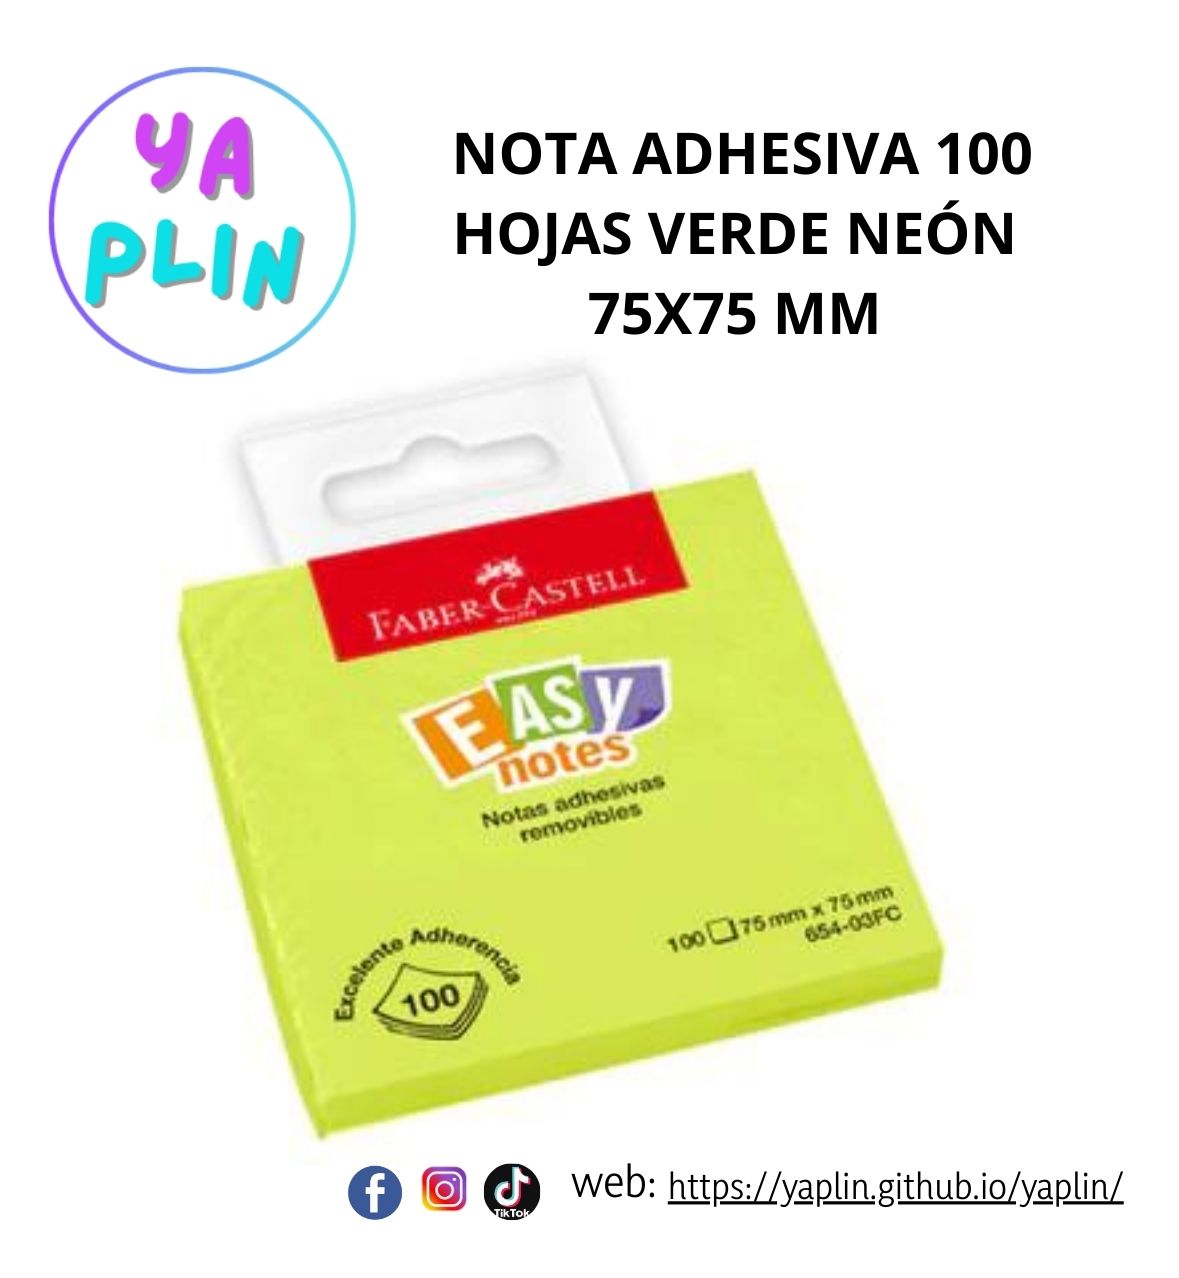 YA
PLIN
NOTA ADHESIVA 100
HOJAS VERDE NEÓN
75X75 MM
FABER-CASTELL
EASY
notes
Notas adhesivas
removibles
Excelente Adherencia
100
100 75 mm x 75 mm
654-03FC
TikTok
web: https://yaplin.github.io/yaplin/